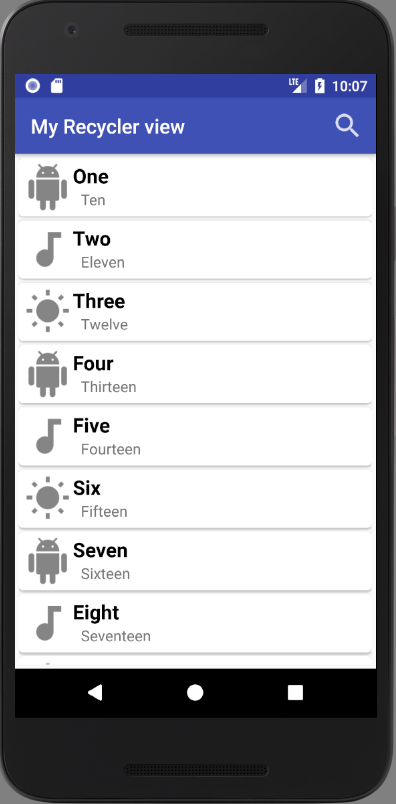 LTE 10:07
My Recycler view
One
Ten
Two
Eleven
Three
Twelve
Four
Thirteen
Five
Fourteen
Six
Fifteen
Seven
Sixteen
Eight
Seventeen